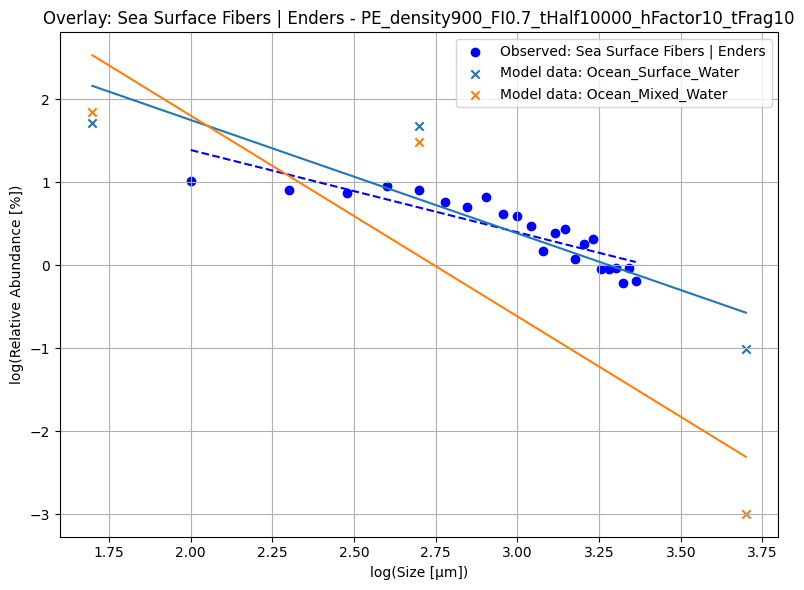 Overlay: Sea Surface Fibers | Enders - PE_density900_FI0.7_tHalf10000_hFactor10_tFrag10
Observed: Sea Surface Fibers | Enders
Model data: Ocean_Surface_Water
Model data: Ocean_Mixed_Water
log(Relative Abundance [%])
2
1
0
−1
−2
−3
1.75 2.00 2.25 2.50 2.75 3.00 3.25 3.50 3.75
log(Size [μm])